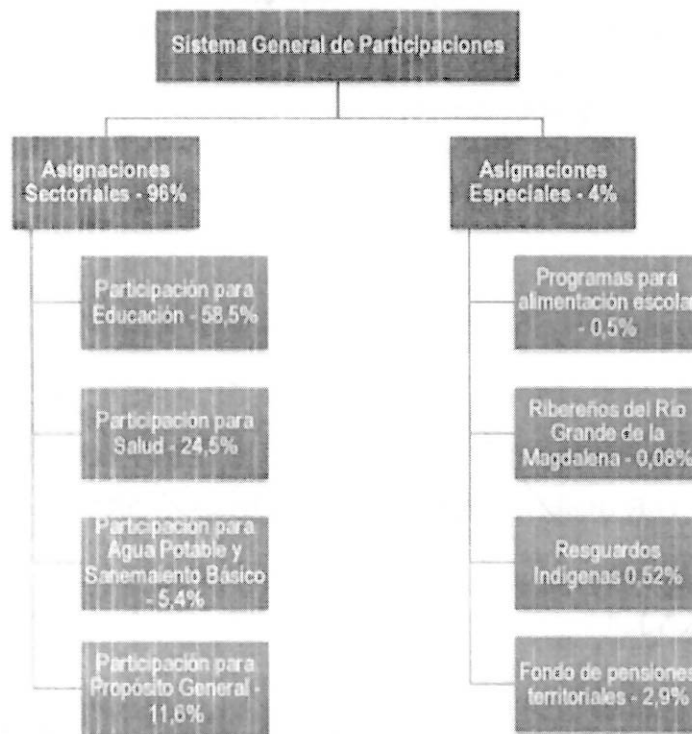 Sistema General de Participaciones
Asignaciones
Sectoriales - 96%
Participación para
Educación - 58,5%
Participación para
Salud - 24,5%
Participación para
Agua Potable y
Sanemaiento Básico
- 5,4%
Participación para
Propósito General -
11,6%
Asignaciones
Especiales - 4%
Programas para
alimentación escolar
- 0,5%
Ribereños del Río
Grande de la
Magdalena - 0,08%
Resguardos
Indígenas 0,52%
Fondo de pensiones
territoriales - 2,9%